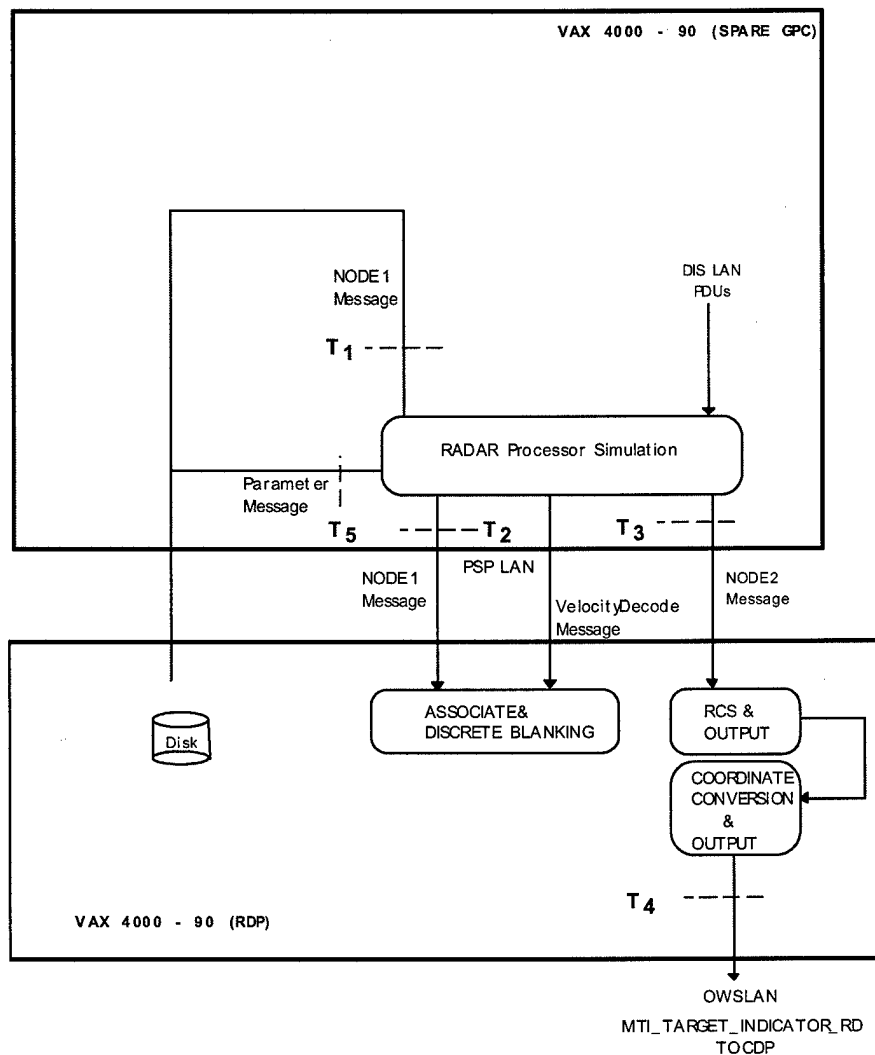 VAX 4000 - 90 (SPARE GPC)
NODE1
Message
DIS LAN
PDUs
T1
RADAR Processor Simulation
Parameter
Message
T5
T2
T3
PSP LAN
NODE1
Message
VelocityDecode
Message
NODE2
Message
Disk
ASSOCIATE&
DISCRETE BLANKING
RCS &
OUTPUT
COORDINATE
CONVERSION
&
OUTPUT
T4
VAX 4000 - 90 (RDP)
OWSLAN
MTI_TARGET_INDICATOR_RD
TOCDP